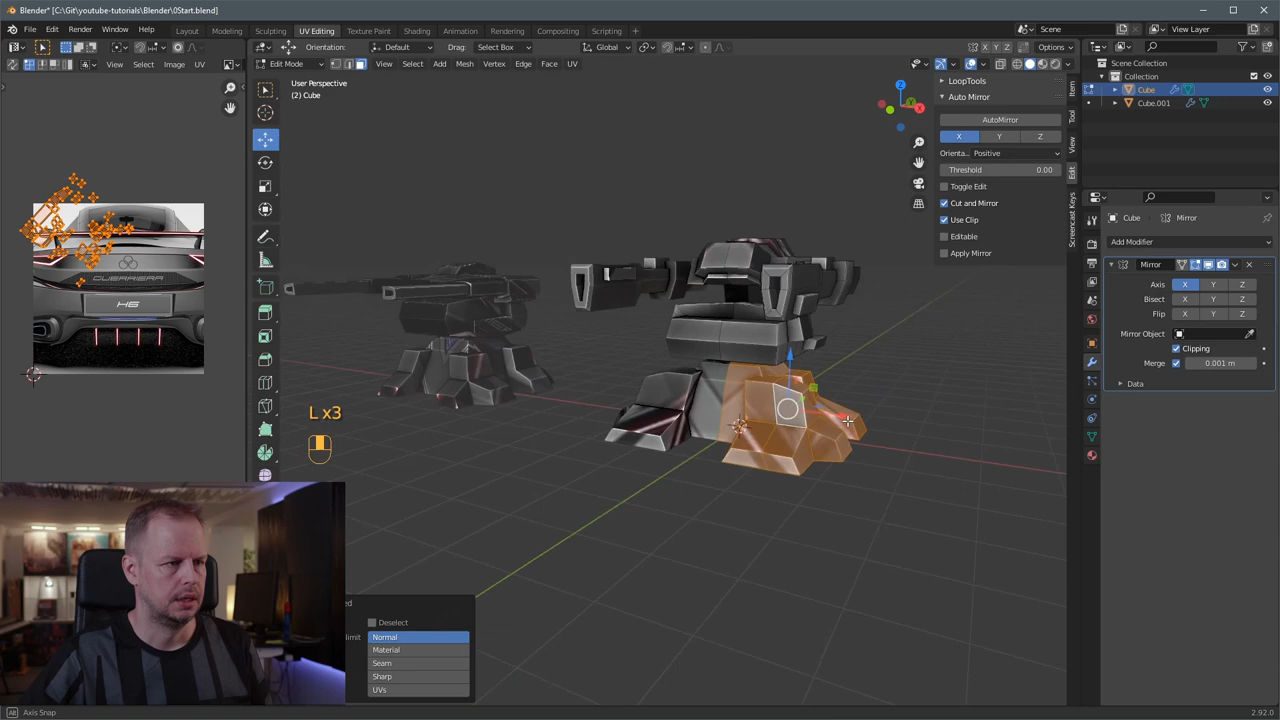 Blender* [C:\Git\youtube-tutorials\Blender\0Start.blend]
File Edit Render Window Help Layout Modeling Sculpting UV Editing Texture Paint Shading Animation Rendering Compositing Scripting + Scene View Layer
Orientation: Default Drag: Select Box Global X Y Z Options
View Select Image UV Edit Mode View Select Add Mesh Vertex Edge Face UV
User Perspective
(2) Cube
LoopTools
Auto Mirror
AutoMirror
X Y Z
Orienta... Positive
Threshold 0.00
Toggle Edit
Cut and Mirror
Use Clip
Editable
Apply Mirror
Item
Tool
View
Edit
Screencast Keys
Z
X
Scene Collection
Collection
Cube
Cube.001
Cube Mirror
Add Modifier
Mirror
Axis X Y Z
Bisect X Y Z
Flip X Y Z
Mirror Object
Clipping
Merge 0.001 m
Data
GUERRIERA
H6
L x3
Deselect
Normal
Material
Seam
Sharp
UVs
Axis Snap
2.92.0